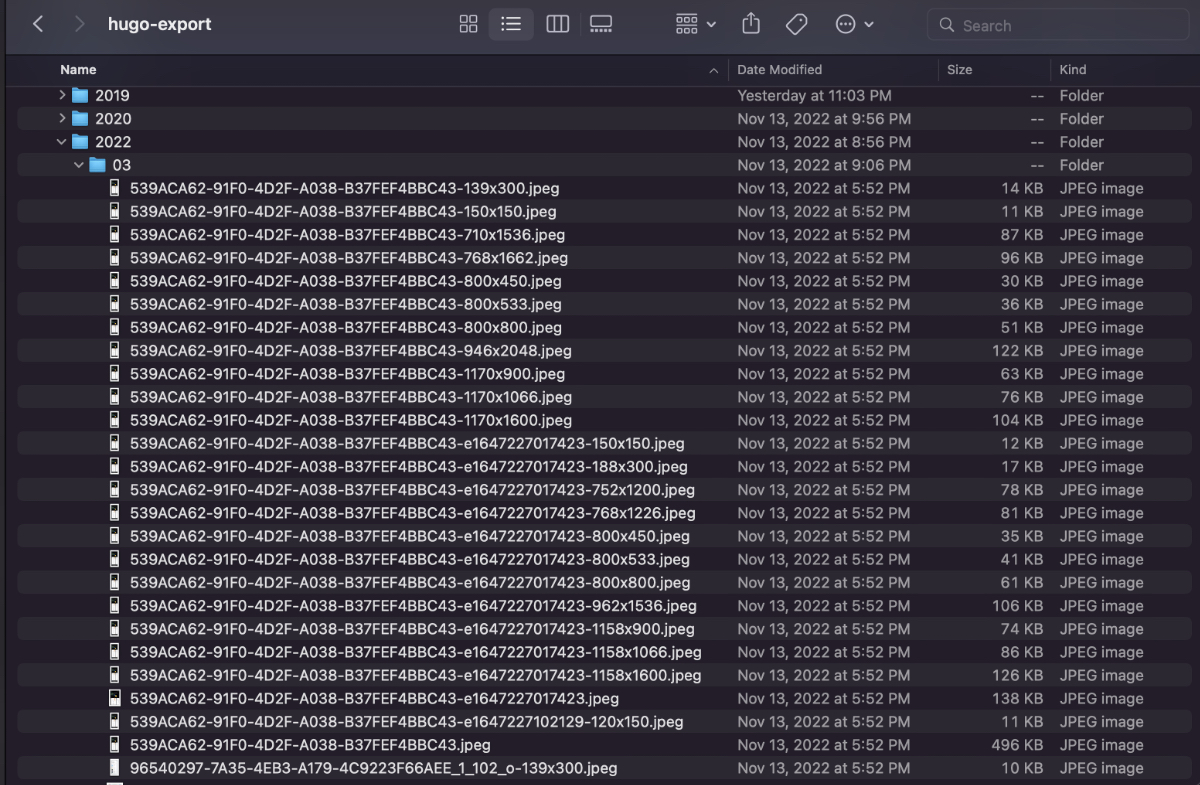 hugo-export
Search
Name Date Modified Size Kind
2019 Yesterday at 11:03 PM -- Folder
2020 Nov 13, 2022 at 9:56 PM -- Folder
2022 Nov 13, 2022 at 8:56 PM -- Folder
03 Nov 13, 2022 at 9:06 PM -- Folder
539ACA62-91F0-4D2F-A038-B37FEF4BBC43-139x300.jpeg Nov 13, 2022 at 5:52 PM 14 KB JPEG image
539ACA62-91F0-4D2F-A038-B37FEF4BBC43-150x150.jpeg Nov 13, 2022 at 5:52 PM 11 KB JPEG image
539ACA62-91F0-4D2F-A038-B37FEF4BBC43-710x1536.jpeg Nov 13, 2022 at 5:52 PM 87 KB JPEG image
539ACA62-91F0-4D2F-A038-B37FEF4BBC43-768x1662.jpeg Nov 13, 2022 at 5:52 PM 96 KB JPEG image
539ACA62-91F0-4D2F-A038-B37FEF4BBC43-800x450.jpeg Nov 13, 2022 at 5:52 PM 30 KB JPEG image
539ACA62-91F0-4D2F-A038-B37FEF4BBC43-800x533.jpeg Nov 13, 2022 at 5:52 PM 36 KB JPEG image
539ACA62-91F0-4D2F-A038-B37FEF4BBC43-800x800.jpeg Nov 13, 2022 at 5:52 PM 51 KB JPEG image
539ACA62-91F0-4D2F-A038-B37FEF4BBC43-946x2048.jpeg Nov 13, 2022 at 5:52 PM 122 KB JPEG image
539ACA62-91F0-4D2F-A038-B37FEF4BBC43-1170x900.jpeg Nov 13, 2022 at 5:52 PM 63 KB JPEG image
539ACA62-91F0-4D2F-A038-B37FEF4BBC43-1170x1066.jpeg Nov 13, 2022 at 5:52 PM 76 KB JPEG image
539ACA62-91F0-4D2F-A038-B37FEF4BBC43-1170x1600.jpeg Nov 13, 2022 at 5:52 PM 104 KB JPEG image
539ACA62-91F0-4D2F-A038-B37FEF4BBC43-e1647227017423-150x150.jpeg Nov 13, 2022 at 5:52 PM 12 KB JPEG image
539ACA62-91F0-4D2F-A038-B37FEF4BBC43-e1647227017423-188x300.jpeg Nov 13, 2022 at 5:52 PM 17 KB JPEG image
539ACA62-91F0-4D2F-A038-B37FEF4BBC43-e1647227017423-752x1200.jpeg Nov 13, 2022 at 5:52 PM 78 KB JPEG image
539ACA62-91F0-4D2F-A038-B37FEF4BBC43-e1647227017423-768x1226.jpeg Nov 13, 2022 at 5:52 PM 81 KB JPEG image
539ACA62-91F0-4D2F-A038-B37FEF4BBC43-e1647227017423-800x450.jpeg Nov 13, 2022 at 5:52 PM 35 KB JPEG image
539ACA62-91F0-4D2F-A038-B37FEF4BBC43-e1647227017423-800x533.jpeg Nov 13, 2022 at 5:52 PM 41 KB JPEG image
539ACA62-91F0-4D2F-A038-B37FEF4BBC43-e1647227017423-800x800.jpeg Nov 13, 2022 at 5:52 PM 61 KB JPEG image
539ACA62-91F0-4D2F-A038-B37FEF4BBC43-e1647227017423-962x1536.jpeg Nov 13, 2022 at 5:52 PM 106 KB JPEG image
539ACA62-91F0-4D2F-A038-B37FEF4BBC43-e1647227017423-1158x900.jpeg Nov 13, 2022 at 5:52 PM 74 KB JPEG image
539ACA62-91F0-4D2F-A038-B37FEF4BBC43-e1647227017423-1158x1066.jpeg Nov 13, 2022 at 5:52 PM 86 KB JPEG image
539ACA62-91F0-4D2F-A038-B37FEF4BBC43-e1647227017423-1158x1600.jpeg Nov 13, 2022 at 5:52 PM 126 KB JPEG image
539ACA62-91F0-4D2F-A038-B37FEF4BBC43-e1647227017423.jpeg Nov 13, 2022 at 5:52 PM 138 KB JPEG image
539ACA62-91F0-4D2F-A038-B37FEF4BBC43-e1647227102129-120x150.jpeg Nov 13, 2022 at 5:52 PM 11 KB JPEG image
539ACA62-91F0-4D2F-A038-B37FEF4BBC43.jpeg Nov 13, 2022 at 5:52 PM 496 KB JPEG image
96540297-7A35-4EB3-A179-4C9223F66AEE_1_102_o-139x300.jpeg Nov 13, 2022 at 5:52 PM 10 KB JPEG image